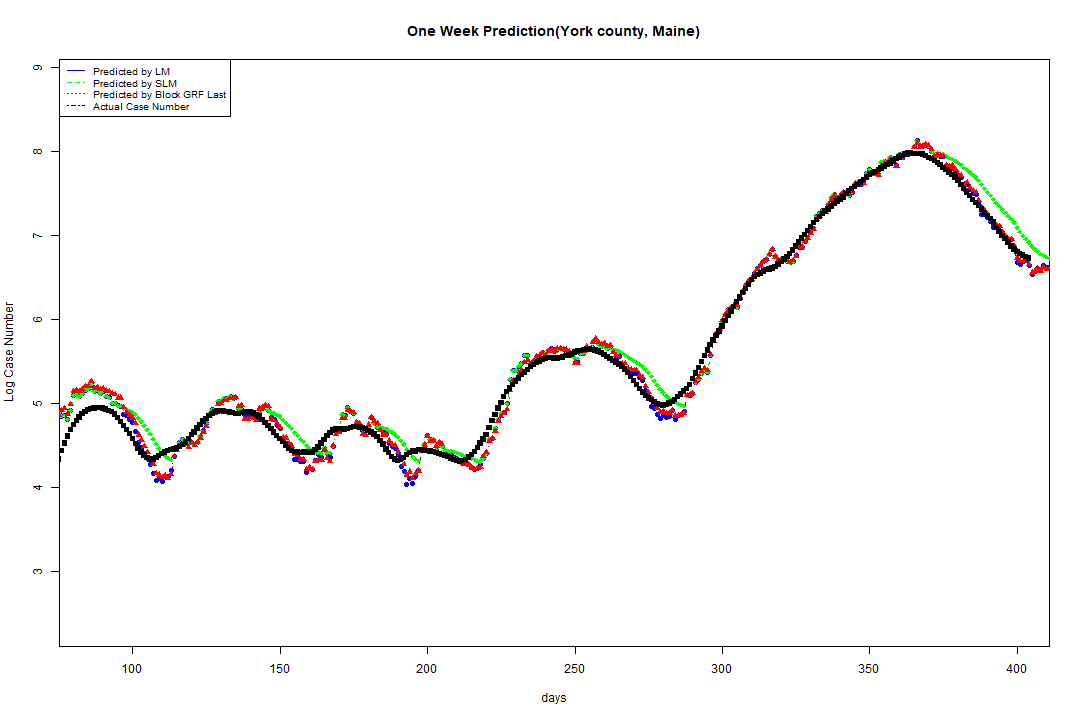 One Week Prediction(York county, Maine)
Predicted by LM
Predicted by SLM
Predicted by Block GRF Last
Actual Case Number
Log Case Number
9
8
7
6
5
4
3
100 150 200 250 300 350 400
days